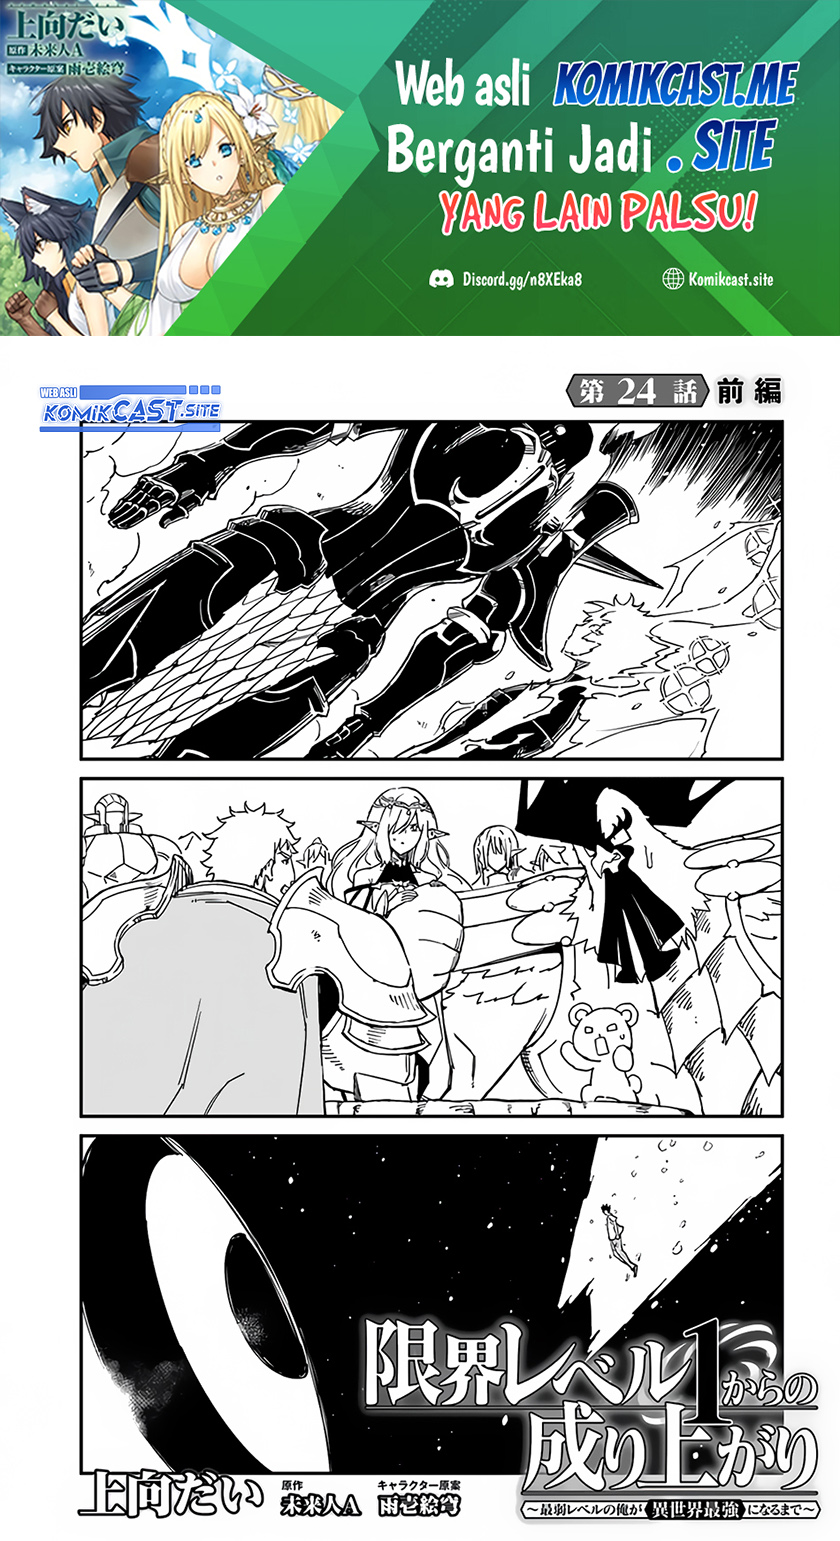 上向だい
原作 未来人A
キャラクター原案 雨壱絵穹
Web asli KOMIKCAST.ME
Berganti Jadi .SITE
YANG LAIN PALSU!
Discord.gg/n8XEka8
Komikcast.site
WEB ASLI
KOMIKCAST.SITE
第24話 前編
限界レベル1からの
成り上がり
～最弱レベルの俺が異世界最強になるまで～
上向だい
原作
未来人A
キャラクター原案
雨壱絵穹